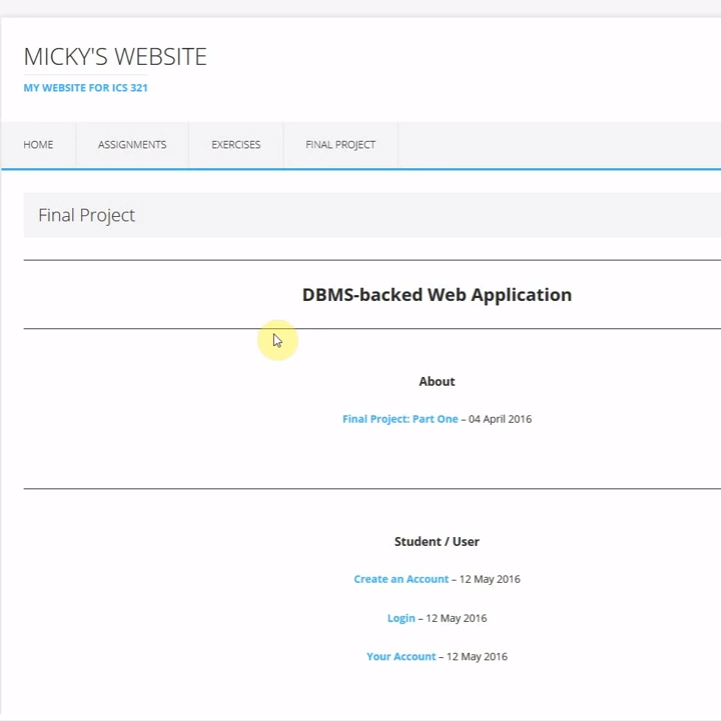 MICKY'S WEBSITE
MY WEBSITE FOR ICS 321
HOME ASSIGNMENTS EXERCISES FINAL PROJECT
Final Project
DBMS-backed Web Application
About
Final Project: Part One – 04 April 2016
Student / User
Create an Account – 12 May 2016
Login – 12 May 2016
Your Account – 12 May 2016